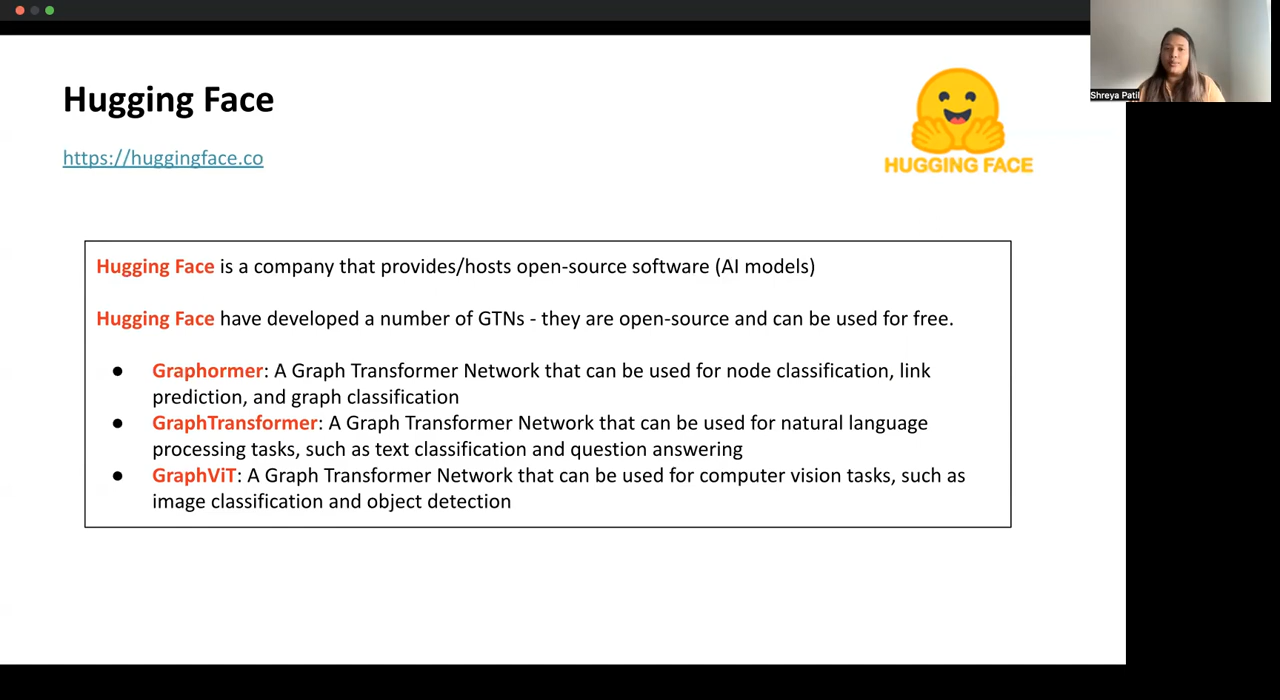 Shreya Patil
Hugging Face
https://huggingface.co
HUGGING FACE
Hugging Face is a company that provides/hosts open-source software (AI models)
Hugging Face have developed a number of GTNs - they are open-source and can be used for free.
● Graphormer: A Graph Transformer Network that can be used for node classification, link
prediction, and graph classification
● GraphTransformer: A Graph Transformer Network that can be used for natural language
processing tasks, such as text classification and question answering
● GraphViT: A Graph Transformer Network that can be used for computer vision tasks, such as
image classification and object detection